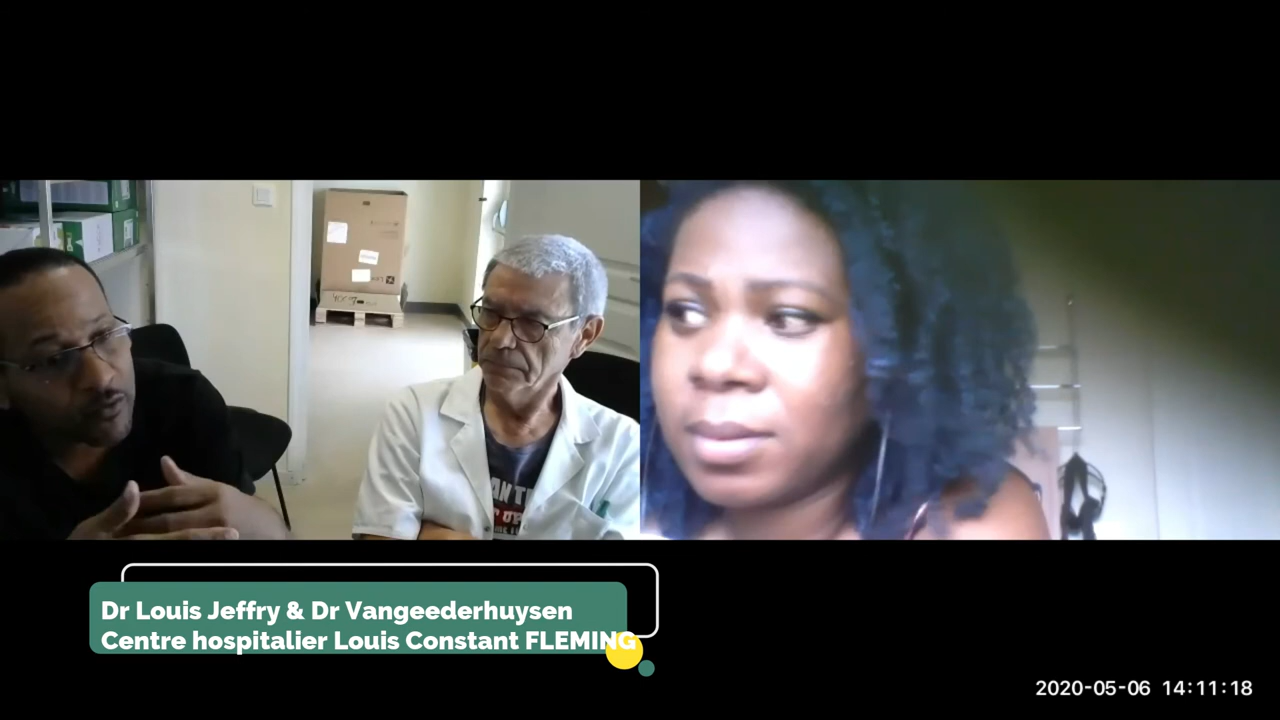 Dr Louis Jeffry & Dr Vangeederhuysen
Centre hospitalier Louis Constant FLEMING
2020-05-06 14:11:18